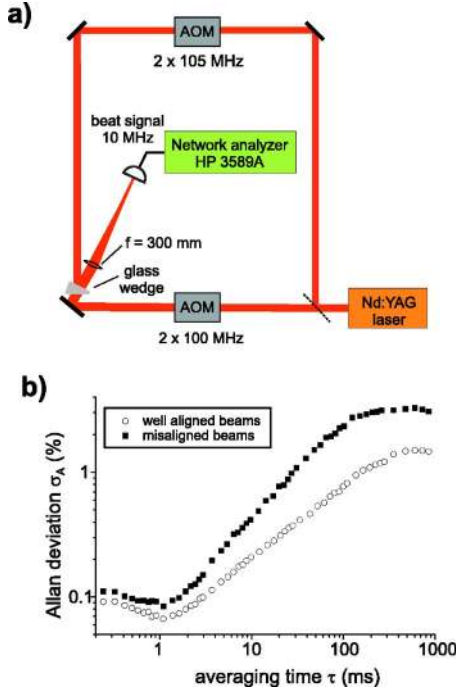 a)
AOM
2 x 105 MHz
beat signal
10 MHz
Network analyzer
HP 3589A
f = 300 mm
glass
wedge
AOM
2 x 100 MHz
Nd:YAG
laser
b)
Allan deviation σA (%)
1
0.1
○ well aligned beams
■ misaligned beams
1 10 100 1000
averaging time τ (ms)